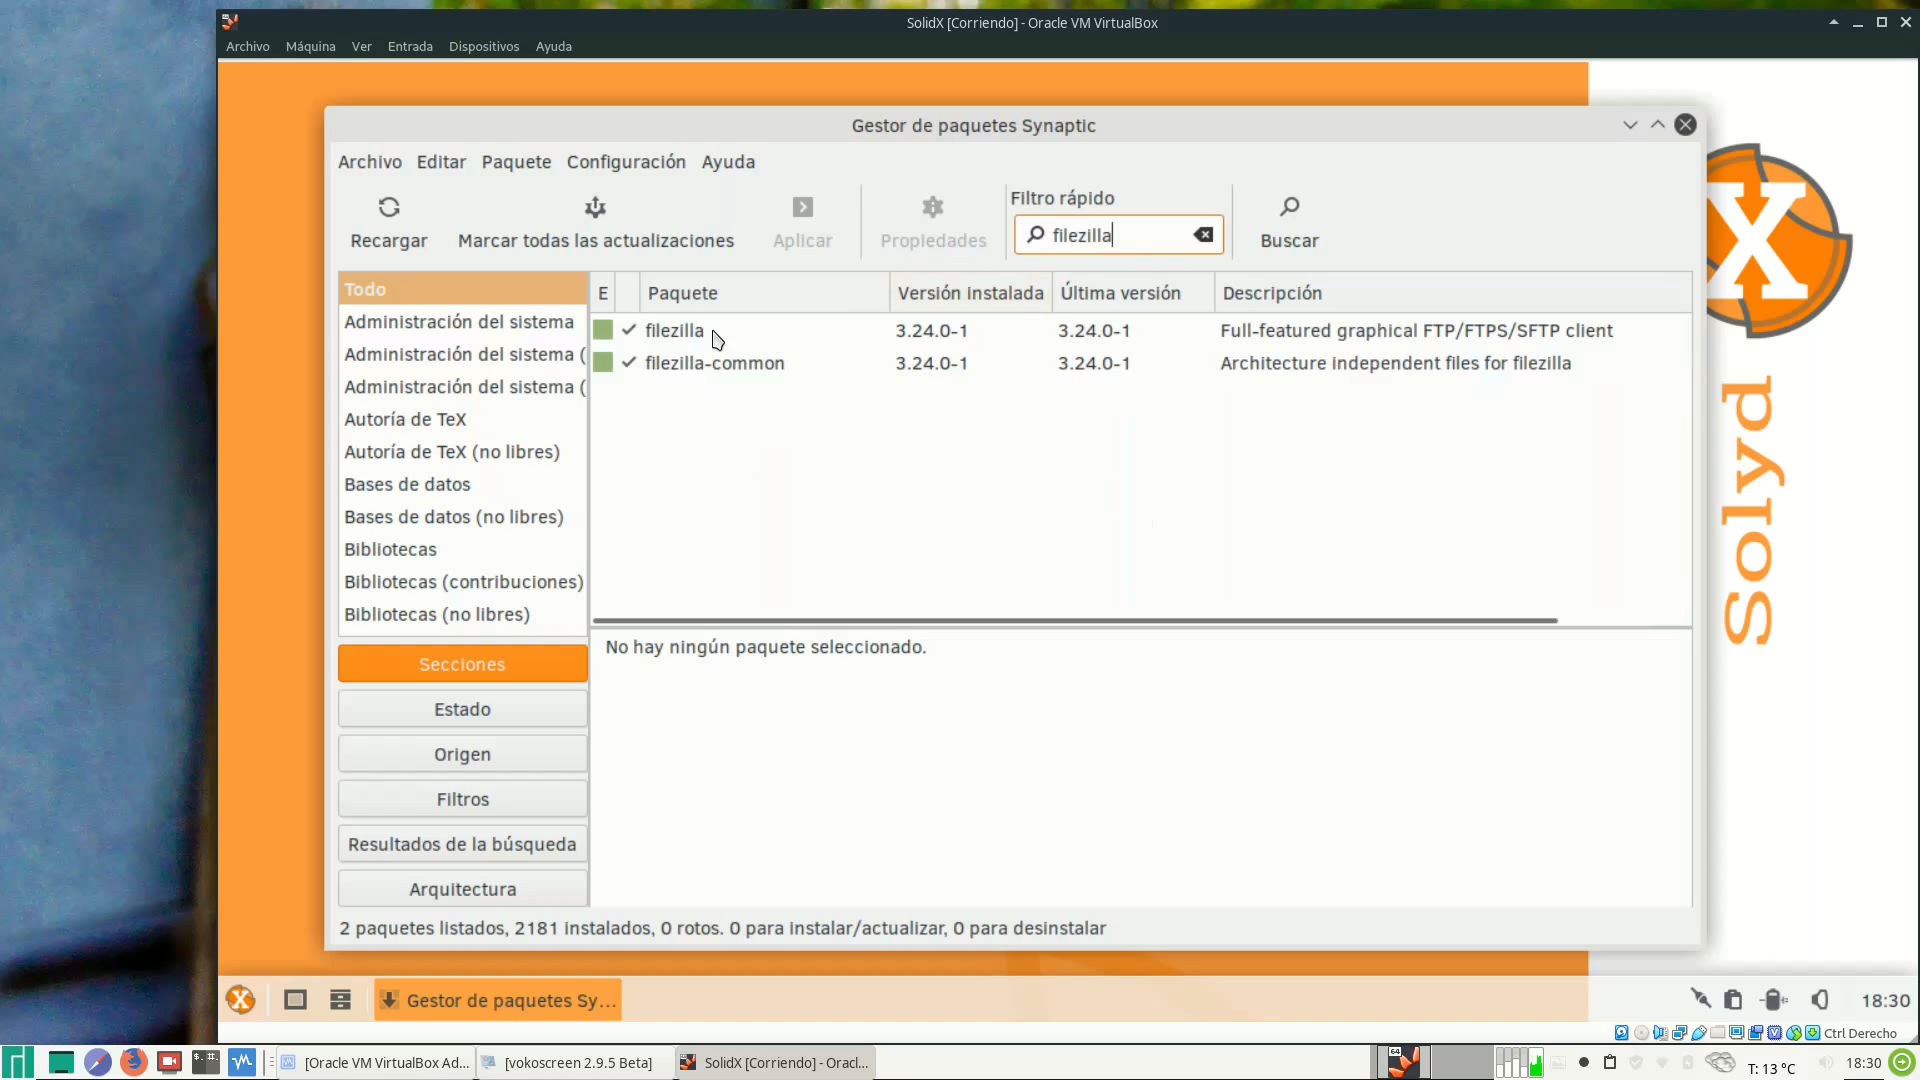 SolidX [Corriendo] - Oracle VM VirtualBox
Archivo Máquina Ver Entrada Dispositivos Ayuda
Gestor de paquetes Synaptic
Archivo Editar Paquete Configuración Ayuda
Filtro rápido
filezilla
Recargar Marcar todas las actualizaciones Aplicar Propiedades Buscar
Todo
Administración del sistema
Administración del sistema (
Administración del sistema (
Autoría de TeX
Autoría de TeX (no libres)
Bases de datos
Bases de datos (no libres)
Bibliotecas
Bibliotecas (contribuciones)
Bibliotecas (no libres)
Secciones
Estado
Origen
Filtros
Resultados de la búsqueda
Arquitectura
E Paquete Versión instalada Última versión Descripción
filezilla 3.24.0-1 3.24.0-1 Full-featured graphical FTP/FTPS/SFTP client
filezilla-common 3.24.0-1 3.24.0-1 Architecture independent files for filezilla
No hay ningún paquete seleccionado.
2 paquetes listados, 2181 instalados, 0 rotos. 0 para instalar/actualizar, 0 para desinstalar
X
Solyd
Gestor de paquetes Sy...
18:30
Ctrl Derecho
[Oracle VM VirtualBox Ad...
[vokoscreen 2.9.5 Beta]
SolidX [Corriendo] - Oracl...
64
T: 13 °C
18:30